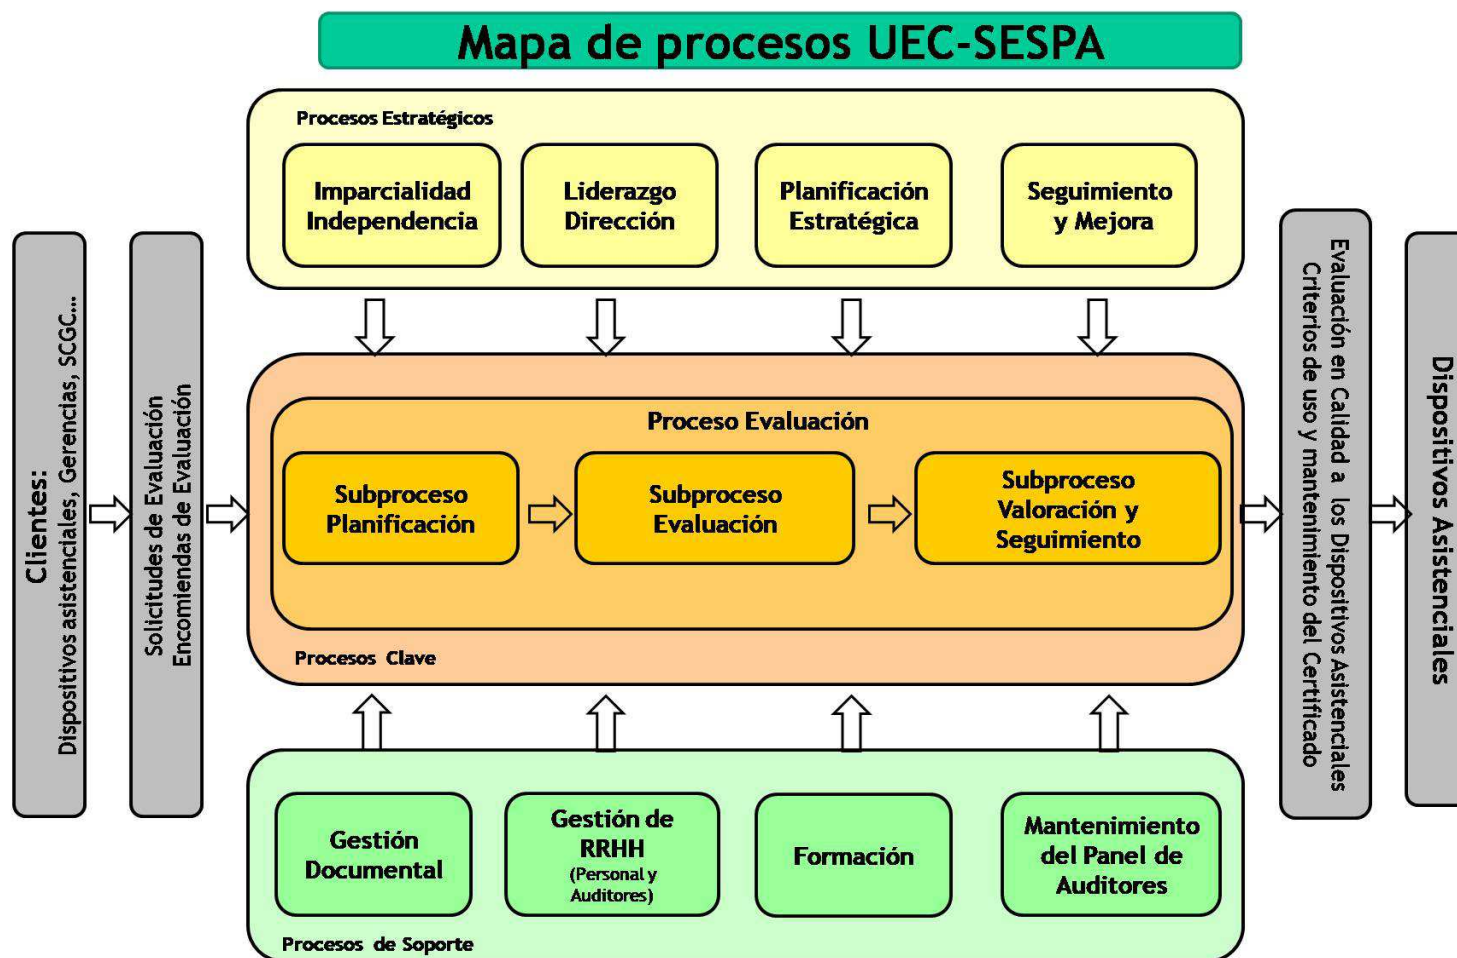 Mapa de procesos UEC-SESPA
Procesos Estratégicos
Imparcialidad
Independencia
Liderazgo
Dirección
Planificación
Estratégica
Seguimiento
y Mejora
Clientes:
Dispositivos asistenciales, Gerencias, SCGC...
Solicitudes de Evaluación
Encomiendas de Evaluación
Proceso Evaluación
Subproceso
Planificación
Subproceso
Evaluación
Subproceso
Valoración y
Seguimiento
Procesos Clave
Evaluación en Calidad a los Dispositivos Asistenciales
Criterios de uso y mantenimiento del Certificado
Dispositivos Asistenciales
Gestión
Documental
Gestión de
RRHH
(Personal y
Auditores)
Formación
Mantenimiento
del Panel de
Auditores
Procesos de Soporte